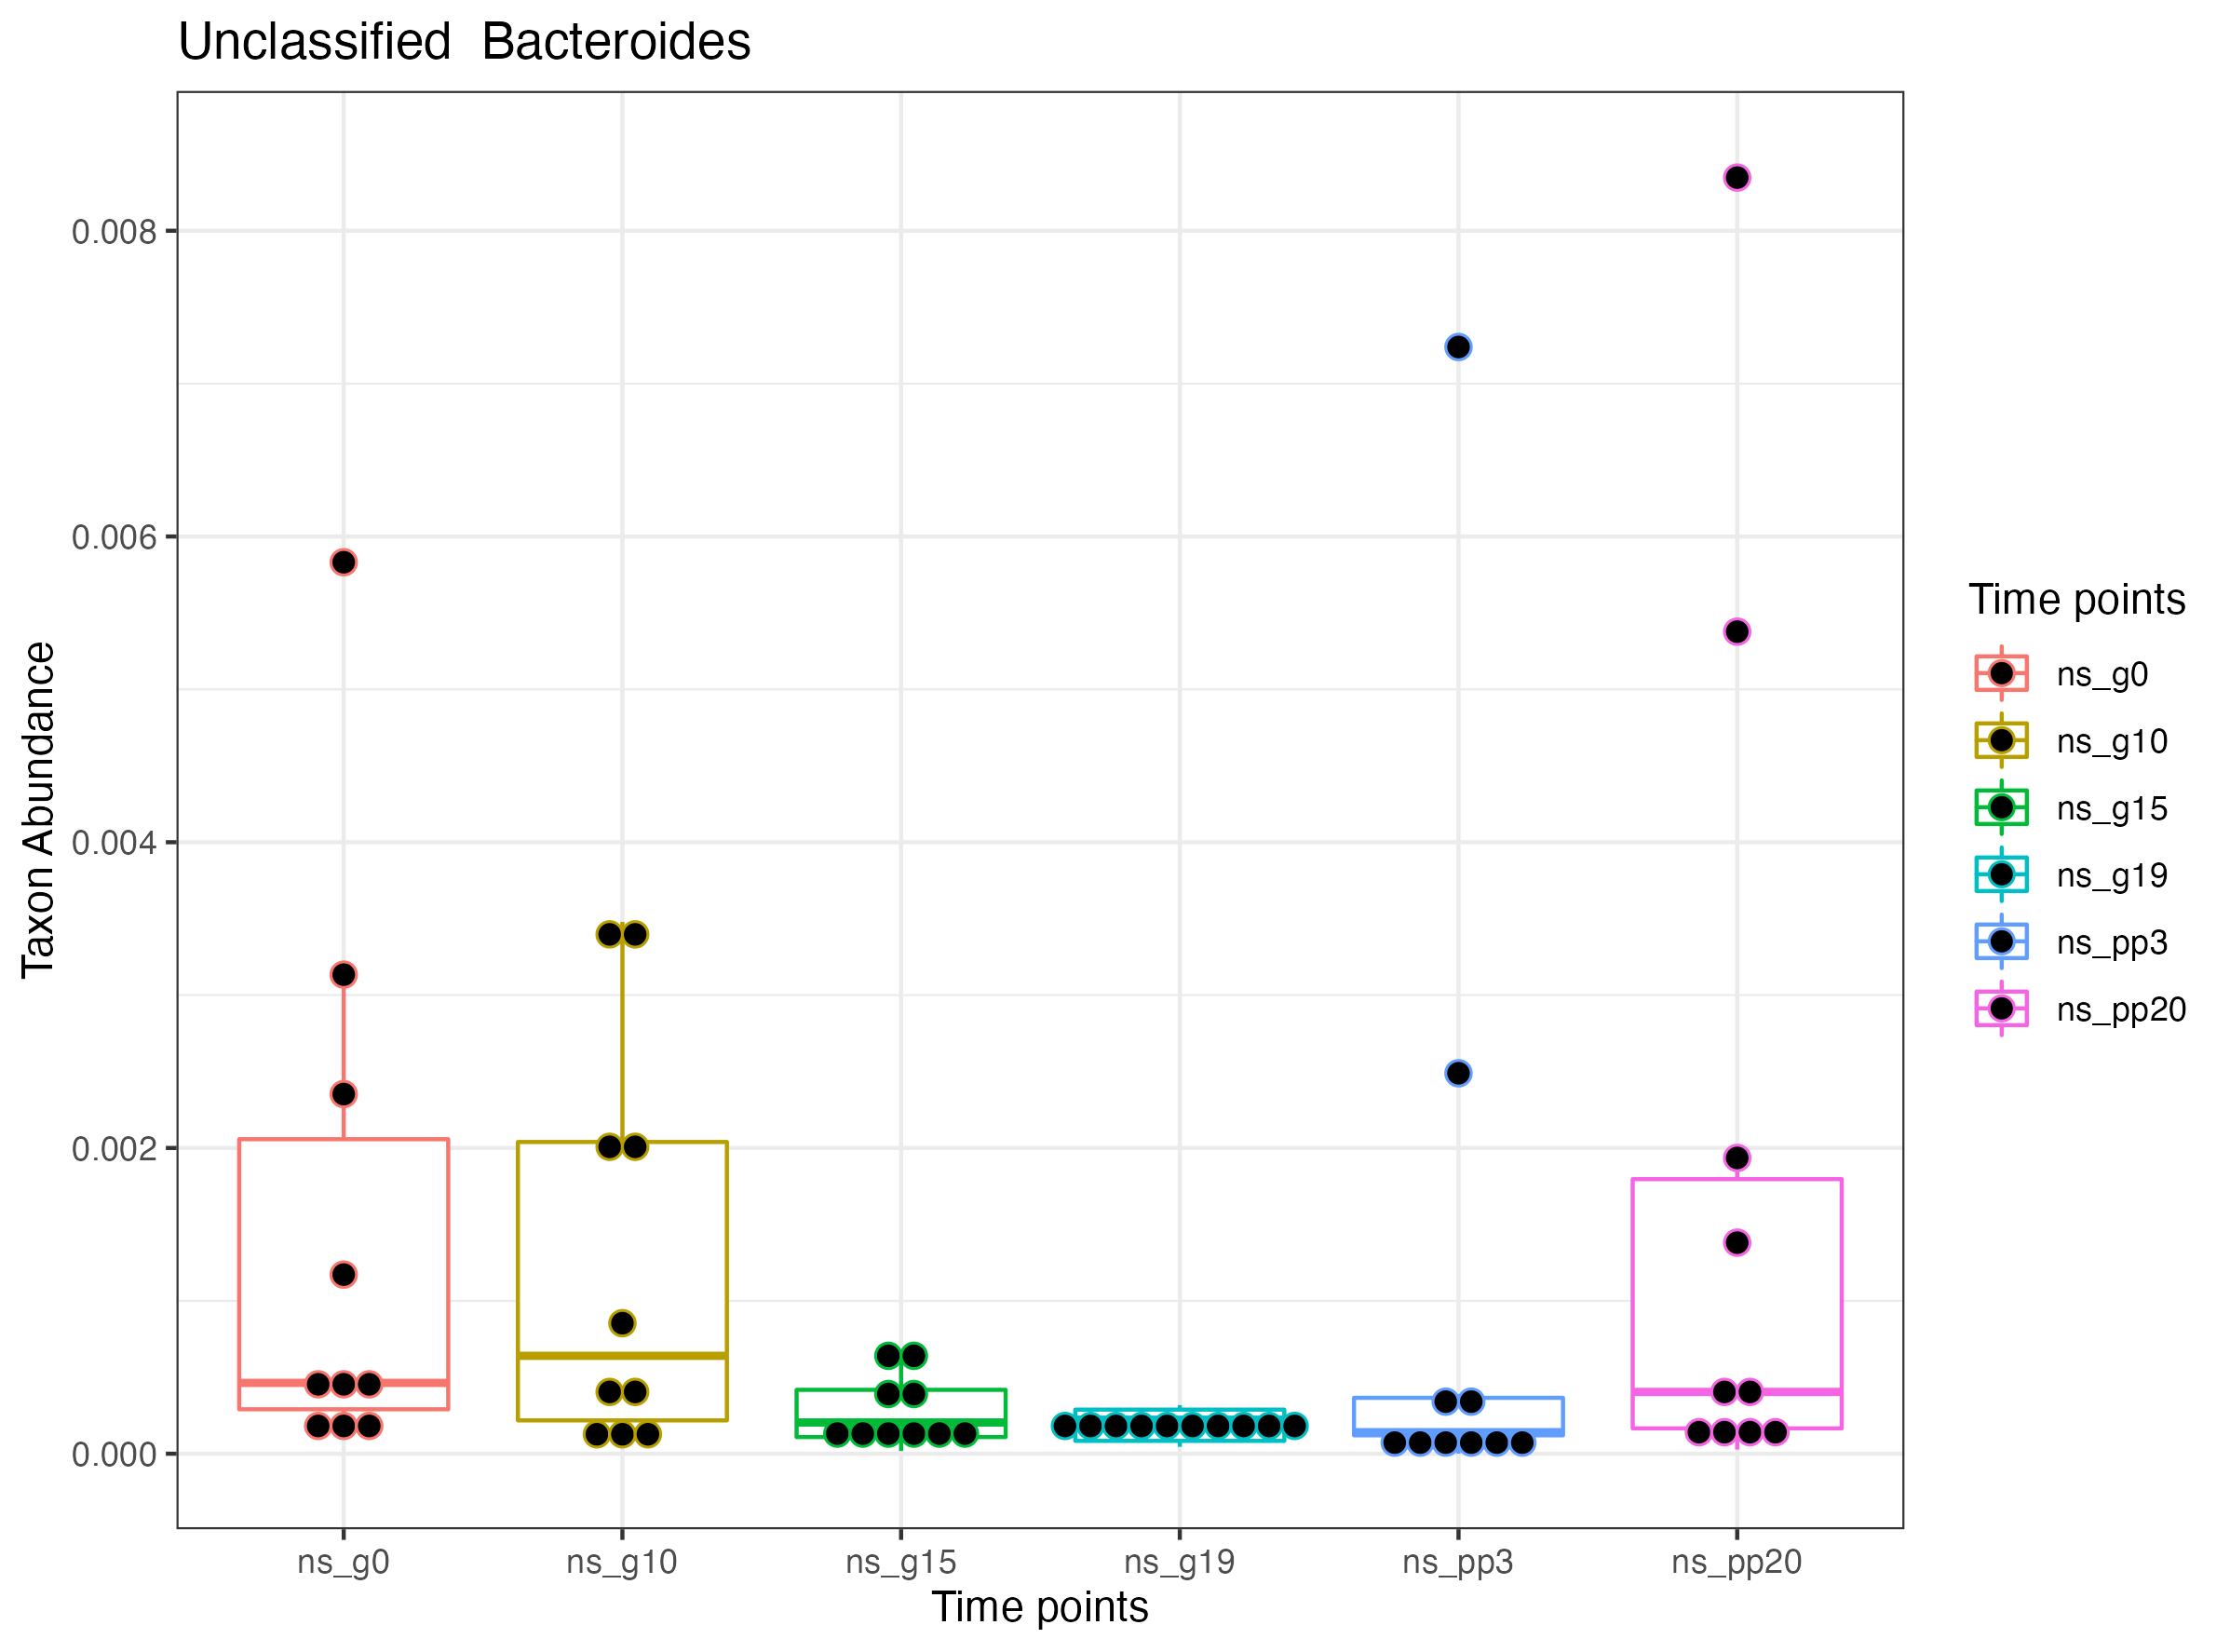 Unclassified  Bacteroides
Taxon Abundance
0.008
0.006
0.004
0.002
0.000
ns_g0
ns_g10
ns_g15
ns_g19
ns_pp3
ns_pp20
Time points
Time points
ns_g0
ns_g10
ns_g15
ns_g19
ns_pp3
ns_pp20